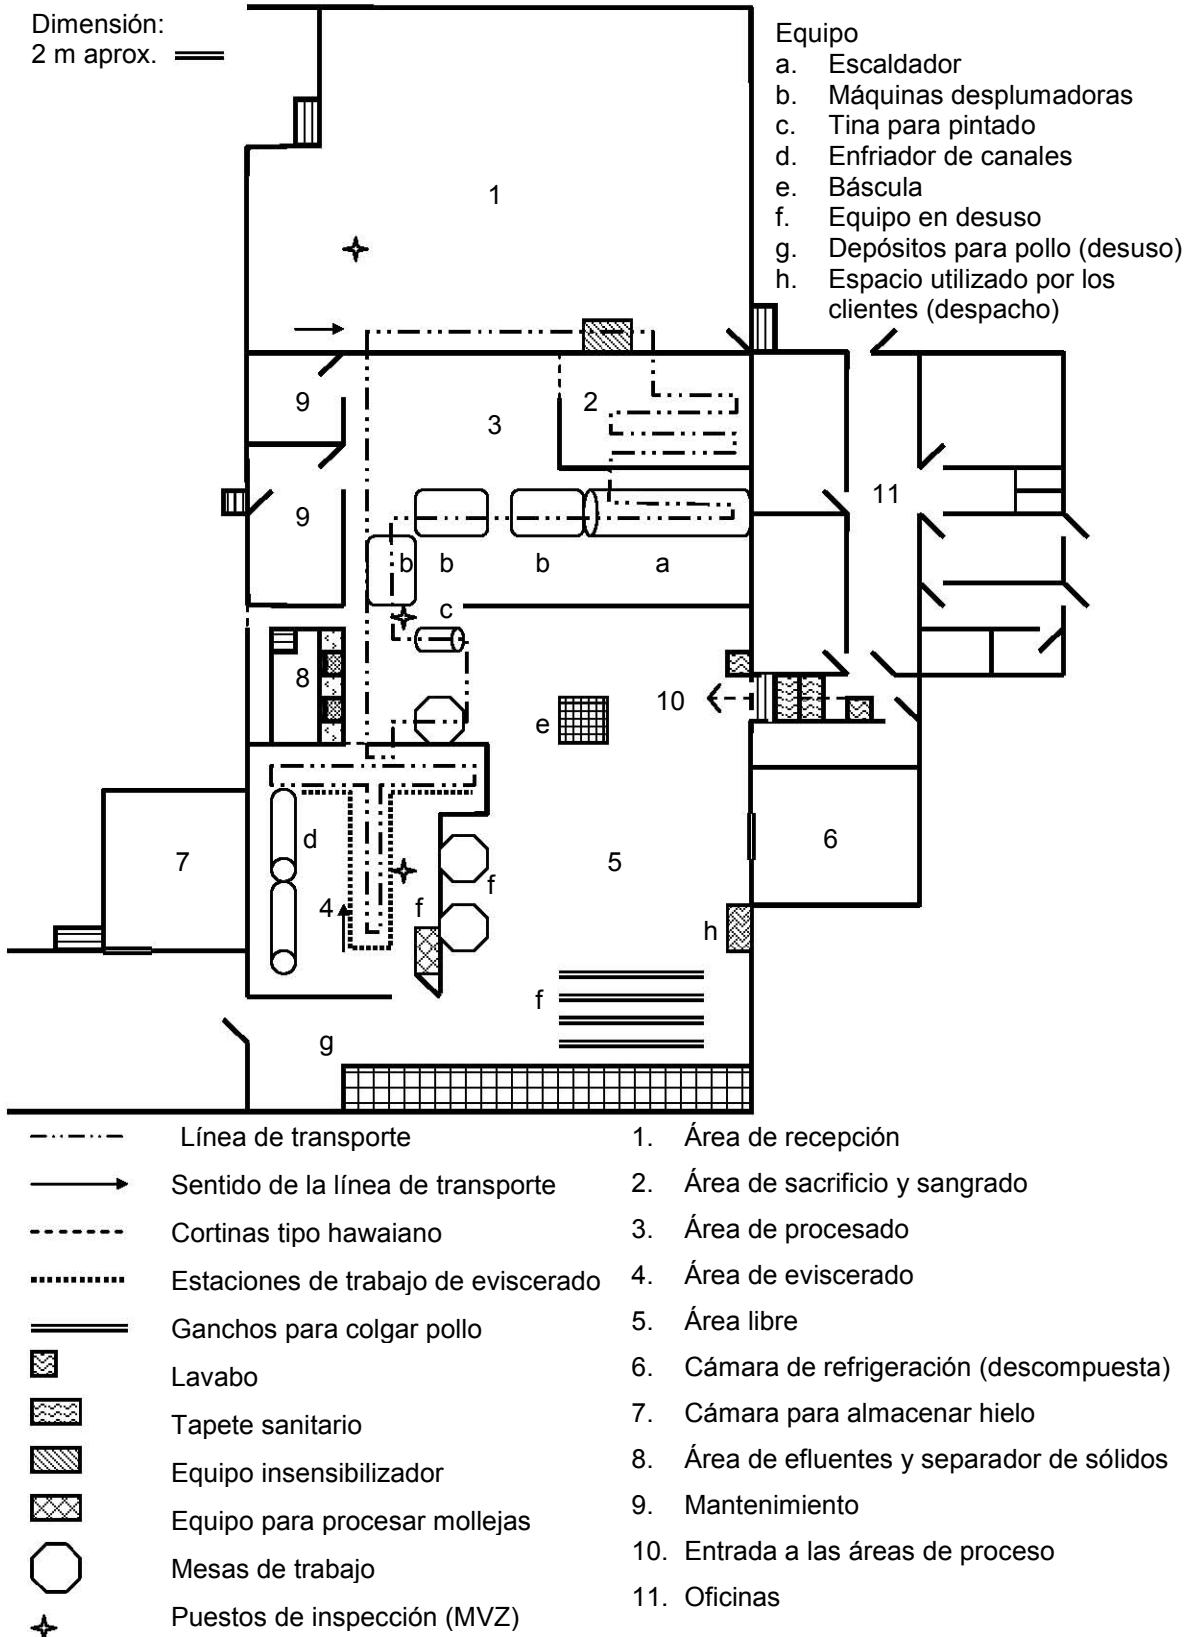 Dimensión:
2 m aprox.
Equipo
a. Escaldador
b. Máquinas desplumadoras
c. Tina para pintado
d. Enfriador de canales
e. Báscula
f. Equipo en desuso
g. Depósitos para pollo (desuso)
h. Espacio utilizado por los
clientes (despacho)
1
9
2
3
9
11
b
b
b
a
c
8
10
e
d
7
5
6
f
4
f
h
f
g
Línea de transporte
Sentido de la línea de transporte
Cortinas tipo hawaiano
Estaciones de trabajo de eviscerado
Ganchos para colgar pollo
Lavabo
Tapete sanitario
Equipo insensibilizador
Equipo para procesar mollejas
Mesas de trabajo
Puestos de inspección (MVZ)
1. Área de recepción
2. Área de sacrificio y sangrado
3. Área de procesado
4. Área de eviscerado
5. Área libre
6. Cámara de refrigeración (descompuesta)
7. Cámara para almacenar hielo
8. Área de efluentes y separador de sólidos
9. Mantenimiento
10. Entrada a las áreas de proceso
11. Oficinas